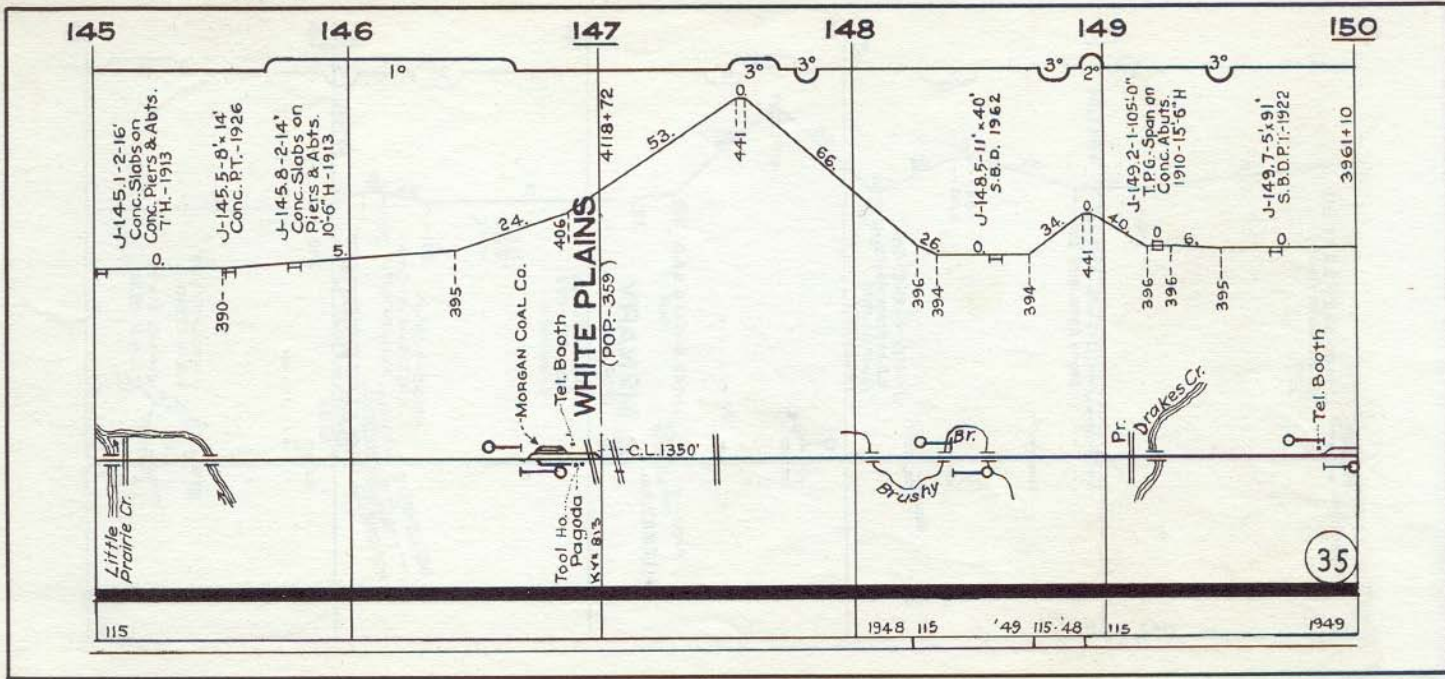 145
146
147
148
149
150
1°
3°
3°
3°
2°
3°
J-145.1-2-16'
Conc. Slabs on
Conc. Piers & Abts.
7'H.-1913
J-145.5-8'x14'
Conc. P.T.-1926
J-145.8-2-14'
Conc. Slabs on
Piers & Abts.
10'-6"H-1913
4118+72
J-148.5-11'x40'
S.B.D. 1962
J-149.2-1-105'-0"
T.P.G.-Span on
Conc. Abuts.
1910-15'-6"H
J-149.7-5'x91'
S.B.D.P.I.-1922
3961+10
0.
5.
24.
53.
0.
66.
26.
0.
34.
0.
40.
0
6.
0.
390
395
406
441
396
394
394
441
396
396
395
MORGAN COAL Co.
Tel. Booth
WHITE PLAINS
(POP.-359)
C.L.1350'
Tool Ho.
Pagoda
Little
Prairie Cr.
Brushy
Br.
Pr.
Drakes Cr.
Tel. Booth
35
115
1948
115
'49
115-'48
115
1949